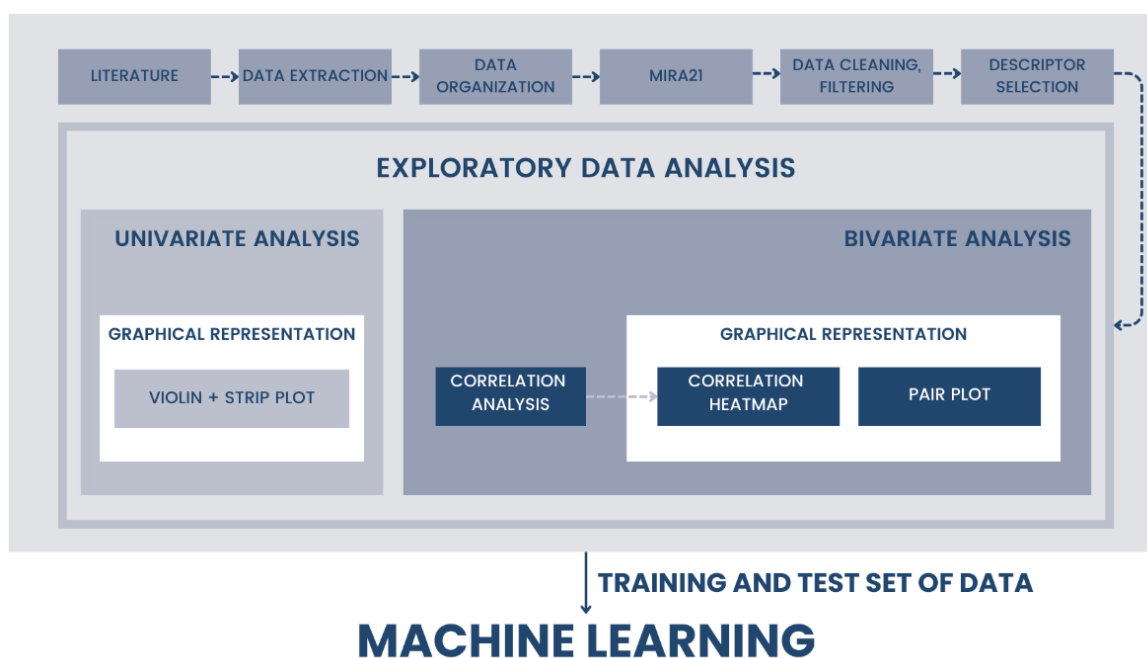 LITERATURE
DATA EXTRACTION
DATA
ORGANIZATION
MIRA21
DATA CLEANING,
FILTERING
DESCRIPTOR
SELECTION
EXPLORATORY DATA ANALYSIS
UNIVARIATE ANALYSIS
GRAPHICAL REPRESENTATION
VIOLIN + STRIP PLOT
BIVARIATE ANALYSIS
CORRELATION
ANALYSIS
GRAPHICAL REPRESENTATION
CORRELATION
HEATMAP
PAIR PLOT
TRAINING AND TEST SET OF DATA
MACHINE LEARNING